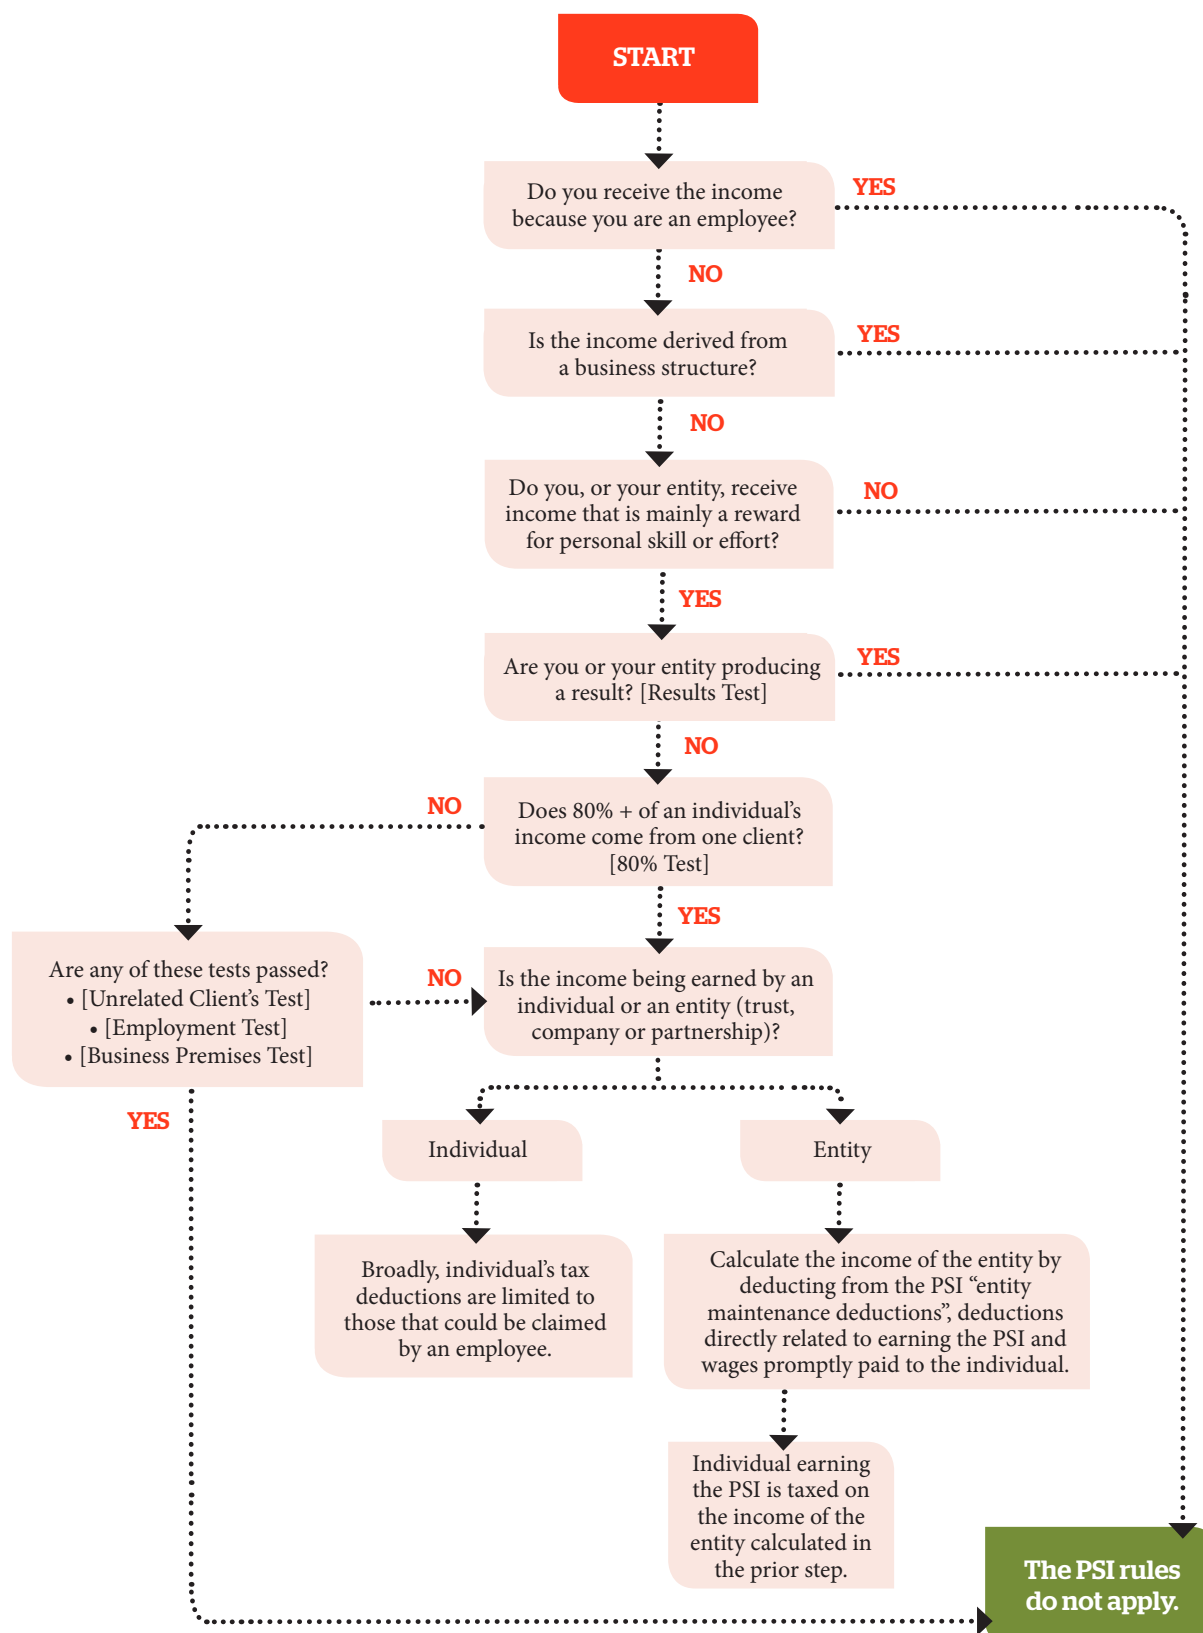 START
Do you receive the income
because you are an employee?
YES
NO
Is the income derived from
a business structure?
YES
NO
Do you, or your entity, receive
income that is mainly a reward
for personal skill or effort?
NO
YES
Are you or your entity producing
a result? [Results Test]
YES
NO
Does 80% + of an individual's
income come from one client?
[80% Test]
NO
YES
Are any of these tests passed?
• [Unrelated Client's Test]
• [Employment Test]
• [Business Premises Test]
NO
YES
Is the income being earned by an
individual or an entity (trust,
company or partnership)?
Individual
Entity
Broadly, individual's tax
deductions are limited to
those that could be claimed
by an employee.
Calculate the income of the entity by
deducting from the PSI “entity
maintenance deductions”, deductions
directly related to earning the PSI and
wages promptly paid to the individual.
Individual earning
the PSI is taxed on
the income of the
entity calculated in
the prior step.
The PSI rules
do not apply.